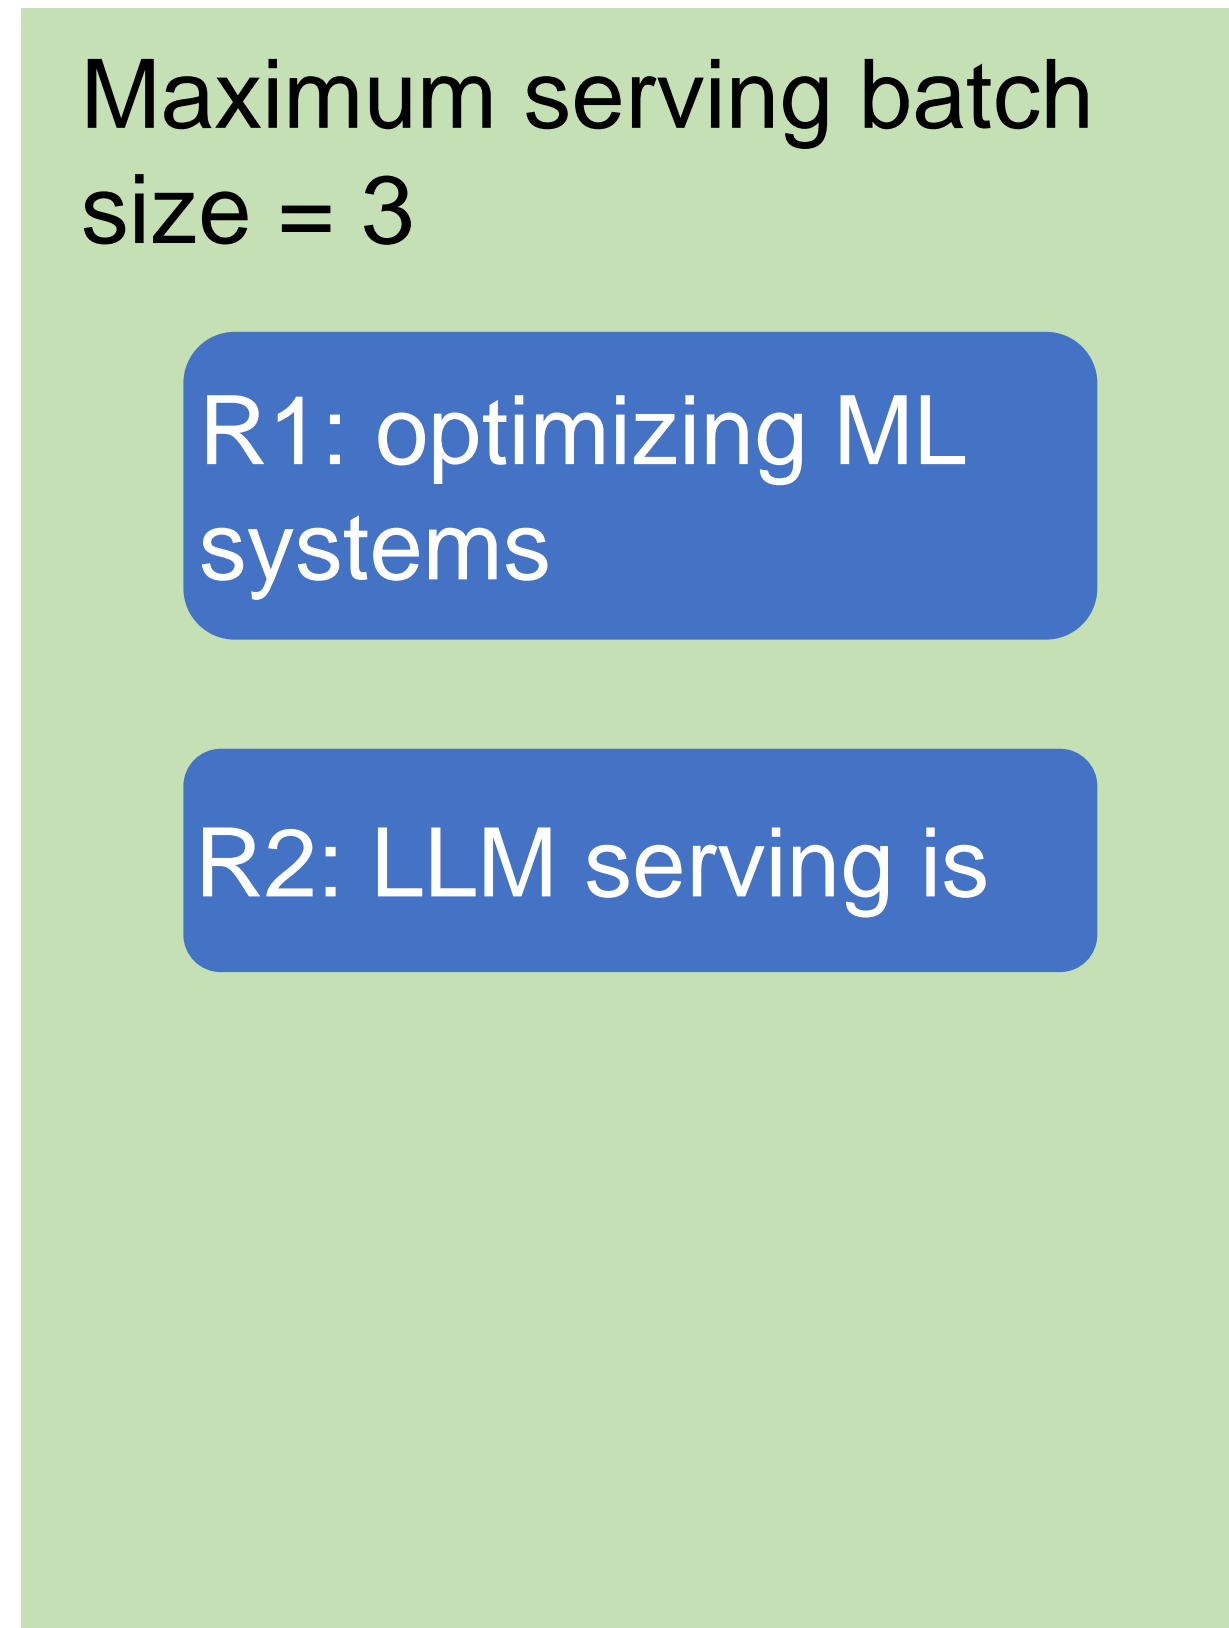 Maximum serving batch
size = 3
R1: optimizing ML
systems
R2: LLM serving is